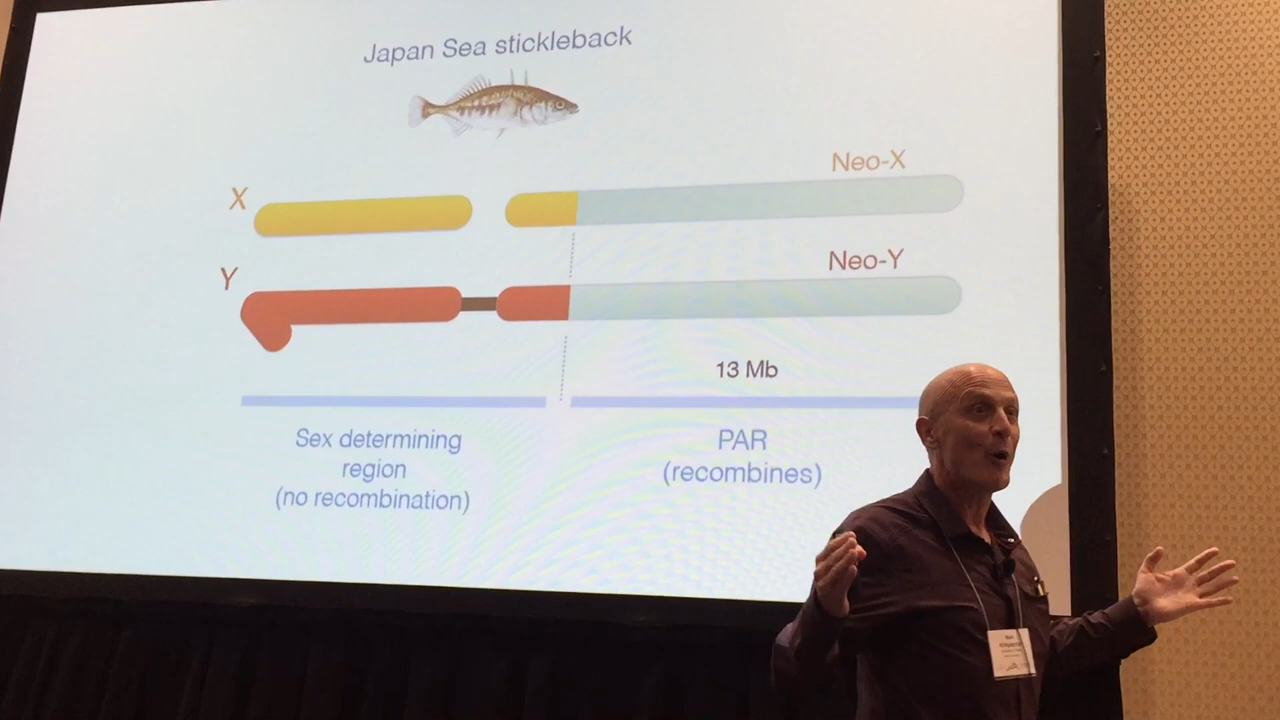 Japan Sea stickleback
Neo-X
X
Neo-Y
Y
13 Mb
Sex determining
region
(no recombination)
PAR
(recombines)